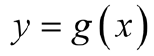 y = g(x)